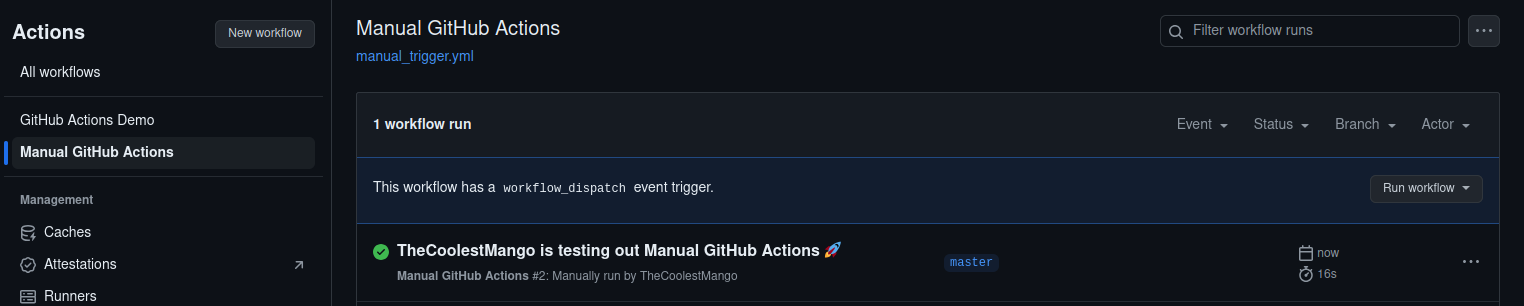 Actions
New workflow
All workflows
GitHub Actions Demo
Manual GitHub Actions
Management
Caches
Attestations
Runners
Manual GitHub Actions
manual_trigger.yml
Filter workflow runs
1 workflow run
Event
Status
Branch
Actor
This workflow has a workflow_dispatch event trigger.
Run workflow
TheCoolestMango is testing out Manual GitHub Actions 🚀
Manual GitHub Actions #2: Manually run by TheCoolestMango
master
now
16s